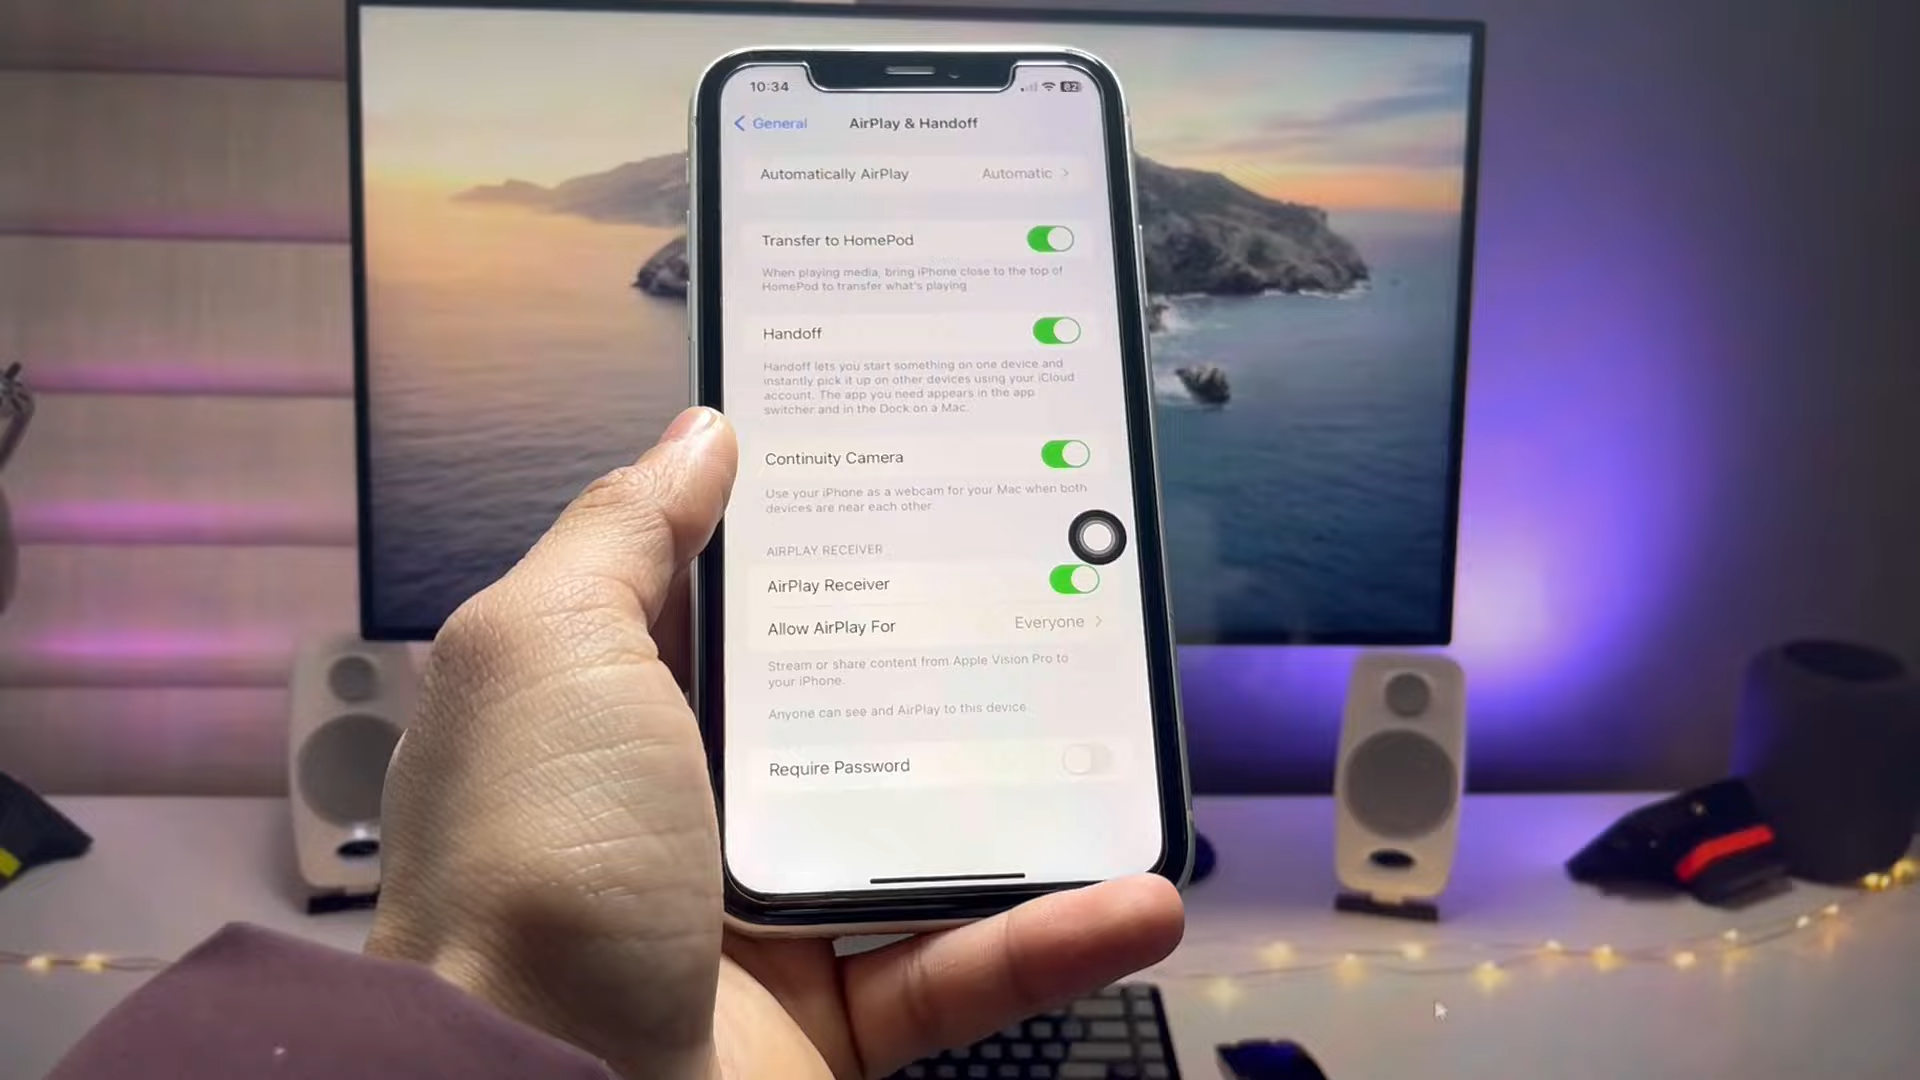 10:34
82
General
AirPlay & Handoff
Automatically AirPlay
Automatic
Transfer to HomePod
When playing media, bring iPhone close to the top of
HomePod to transfer what's playing
Handoff
Handoff lets you start something on one device and
instantly pick it up on other devices using your iCloud
account. The app you need appears in the app
switcher and in the Dock on a Mac.
Continuity Camera
Use your iPhone as a webcam for your Mac when both
devices are near each other.
AIRPLAY RECEIVER
AirPlay Receiver
Allow AirPlay For
Everyone
Stream or share content from Apple Vision Pro to
your iPhone.
Anyone can see and AirPlay to this device.
Require Password